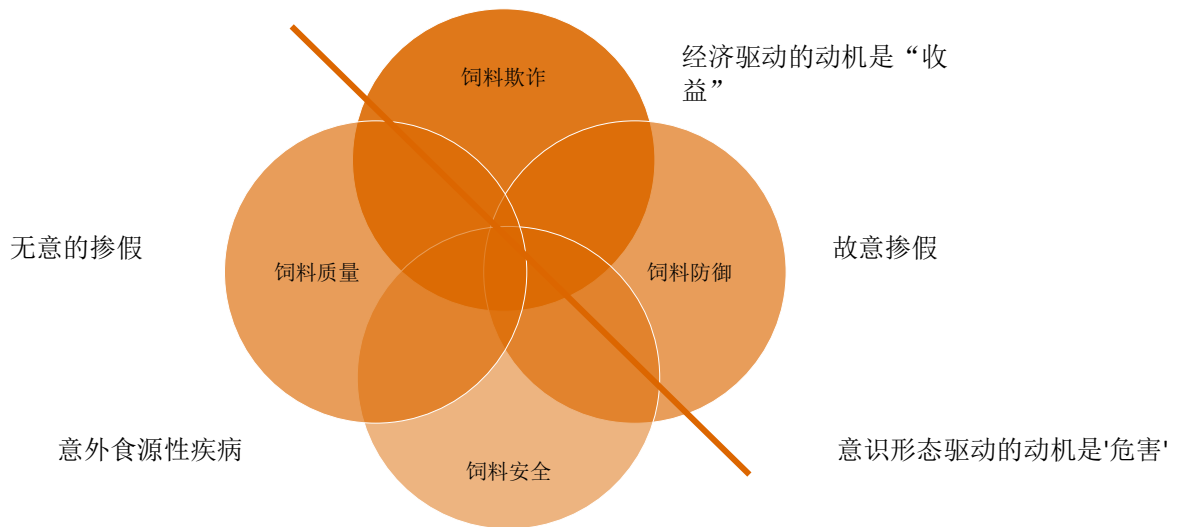 饲料欺诈
经济驱动的动机是“收
益”
无意的掺假
饲料质量
饲料防御
故意掺假
意外食源性疾病
饲料安全
意识形态驱动的动机是'危害'